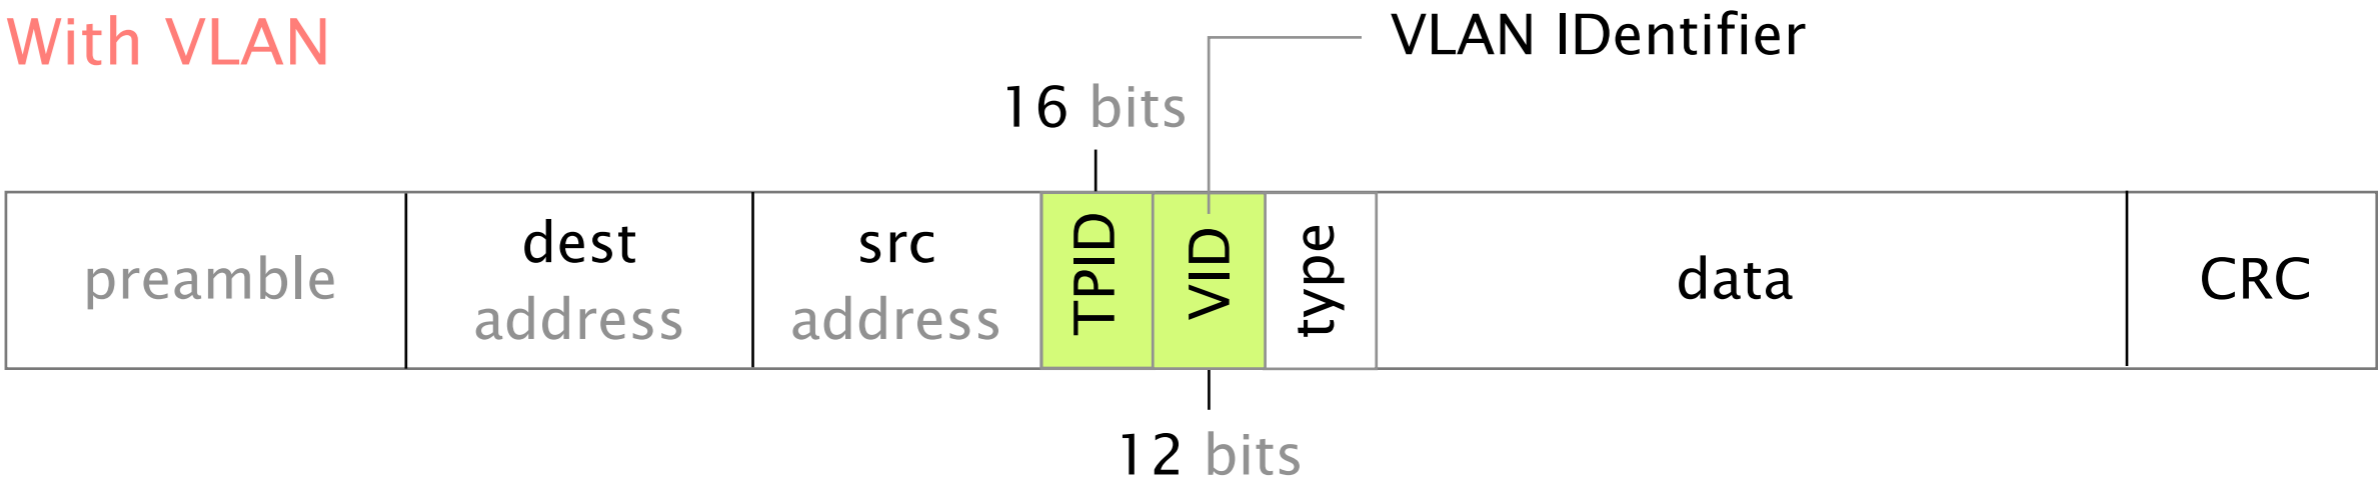 With VLAN
VLAN IDentifier
16 bits
preamble
dest
address
src
address
TPID
VID
type
data
CRC
12 bits